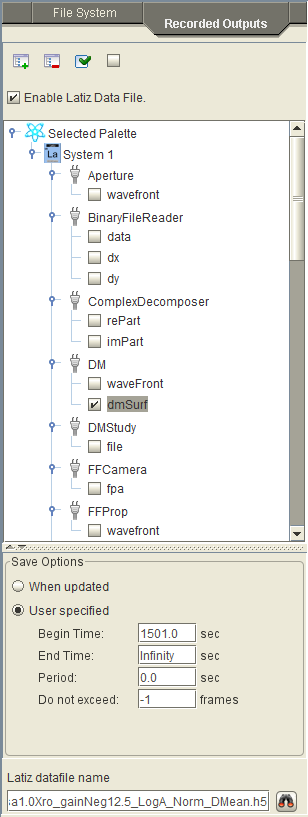 File System
Recorded Outputs
Enable Latiz Data File.
Selected Palette
La System 1
Aperture
wavefront
BinaryFileReader
data
dx
dy
ComplexDecomposer
rePart
imPart
DM
waveFront
dmSurf
DMStudy
file
FFCamera
fpa
FFProp
wavefront
Save Options
When updated
User specified
Begin Time: 1501.0 sec
End Time: Infinity sec
Period: 0.0 sec
Do not exceed: -1 frames
Latiz datafile name
sa1.0Xro_gainNeg12.5_LogA_Norm_DMean.h5